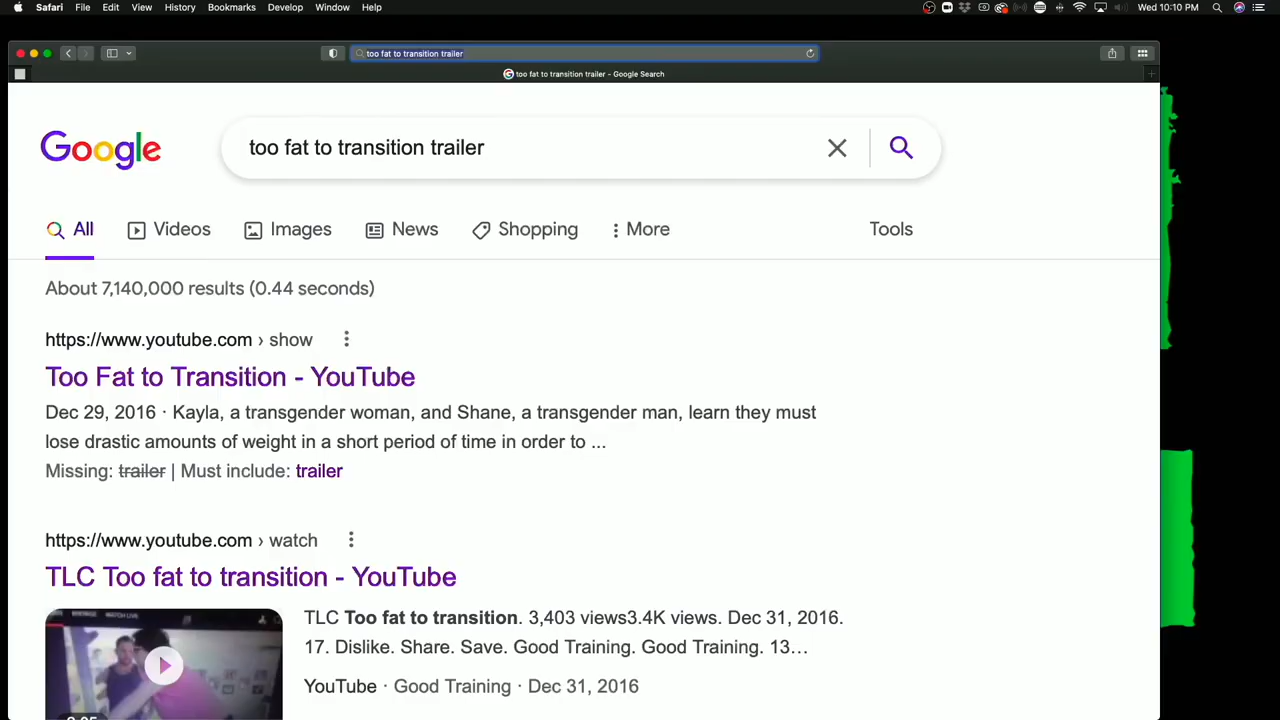 Safari File Edit View History Bookmarks Develop Window Help Wed 10:10 PM
too fat to transition trailer
too fat to transition trailer - Google Search
Google too fat to transition trailer
All Videos Images News Shopping More Tools
About 7,140,000 results (0.44 seconds)
https://www.youtube.com › show
Too Fat to Transition - YouTube
Dec 29, 2016 · Kayla, a transgender woman, and Shane, a transgender man, learn they must
lose drastic amounts of weight in a short period of time in order to ...
Missing: trailer | Must include: trailer
https://www.youtube.com › watch
TLC Too fat to transition - YouTube
TLC Too fat to transition. 3,403 views3.4K views. Dec 31, 2016.
17. Dislike. Share. Save. Good Training. Good Training. 13...
YouTube · Good Training · Dec 31, 2016